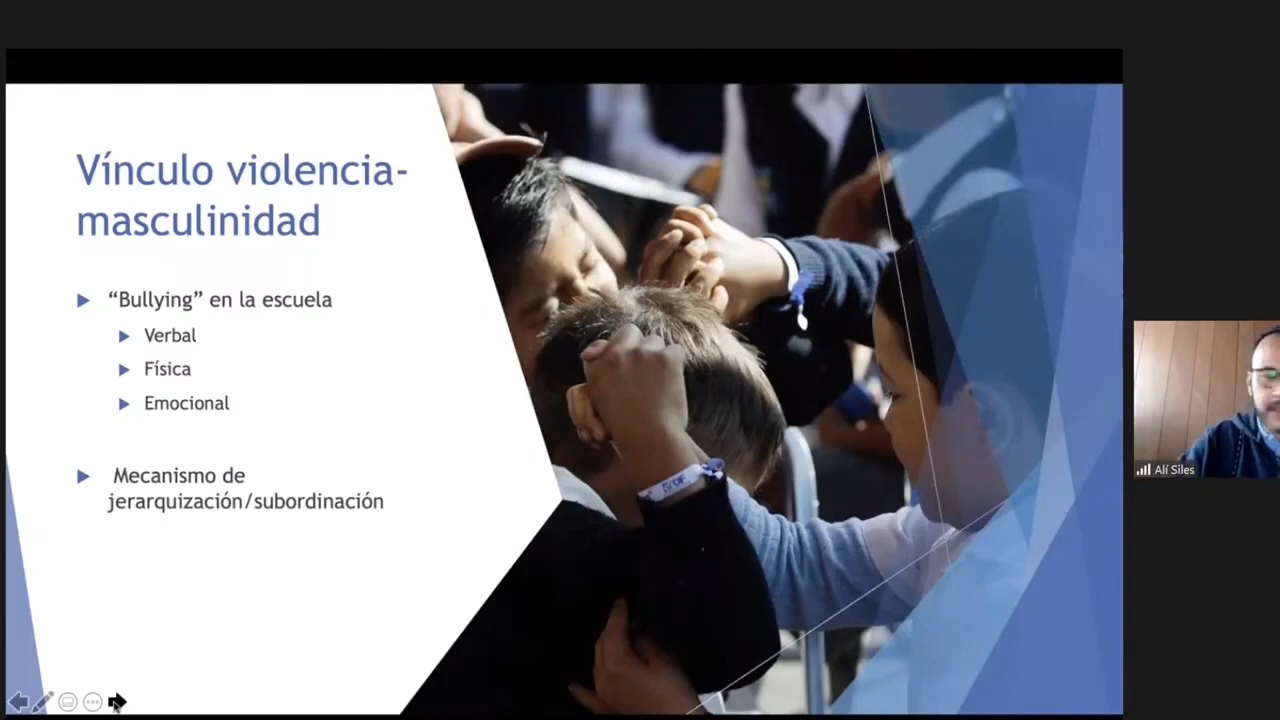 Vínculo violencia-
masculinidad
“Bullying” en la escuela
Verbal
Física
Emocional
Mecanismo de
jerarquización/subordinación
Alí Siles